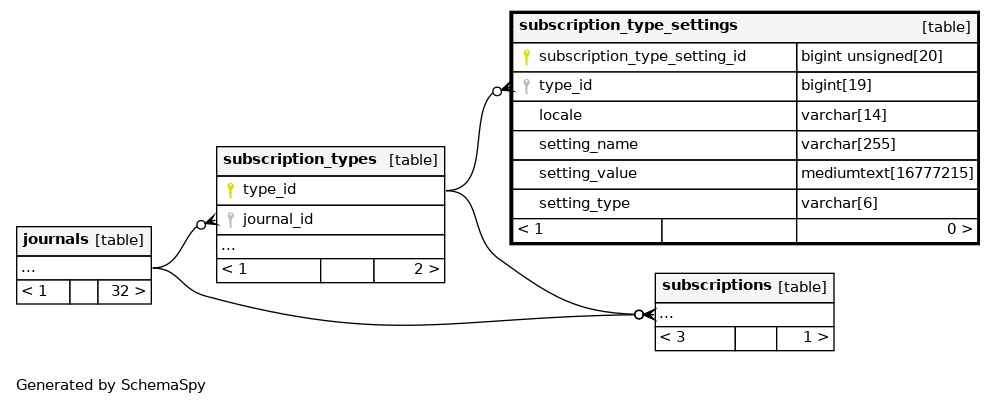 subscription_type_settings [table]
subscription_type_setting_id bigint unsigned[20]
type_id bigint[19]
locale varchar[14]
setting_name varchar[255]
setting_value mediumtext[16777215]
setting_type varchar[6]
< 1 0 >
subscription_types [table]
type_id
journal_id
...
< 1 2 >
journals [table]
...
< 1 32 >
subscriptions [table]
...
< 3 1 >
Generated by SchemaSpy